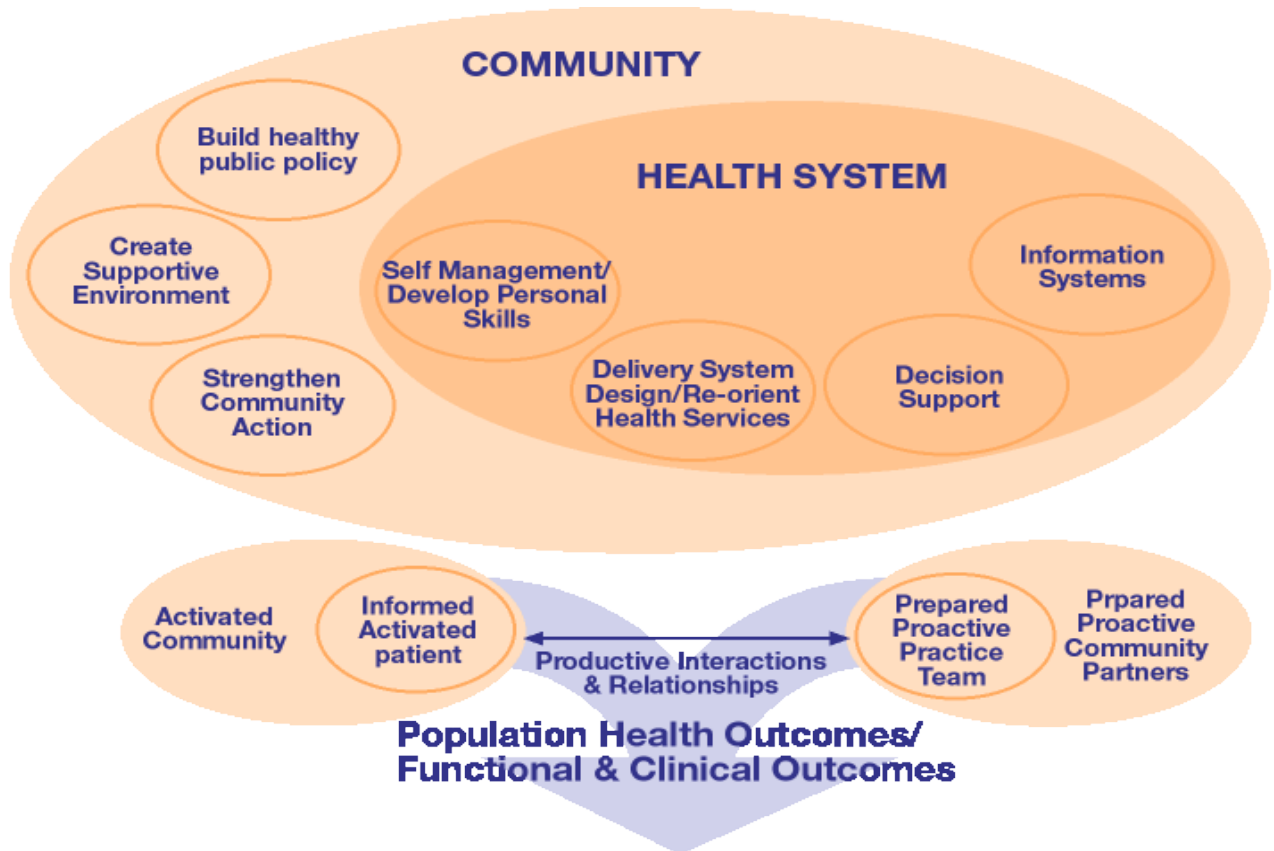 COMMUNITY
Build healthy
public policy
HEALTH SYSTEM
Create
Supportive
Environment
Self Management/
Develop Personal
Skills
Information
Systems
Strengthen
Community
Action
Delivery System
Design/Re-orient
Health Services
Decision
Support
Activated
Community
Informed
Activated
patient
Productive Interactions
& Relationships
Prepared
Proactive
Practice
Team
Prpared
Proactive
Community
Partners
Population Health Outcomes/
Functional & Clinical Outcomes